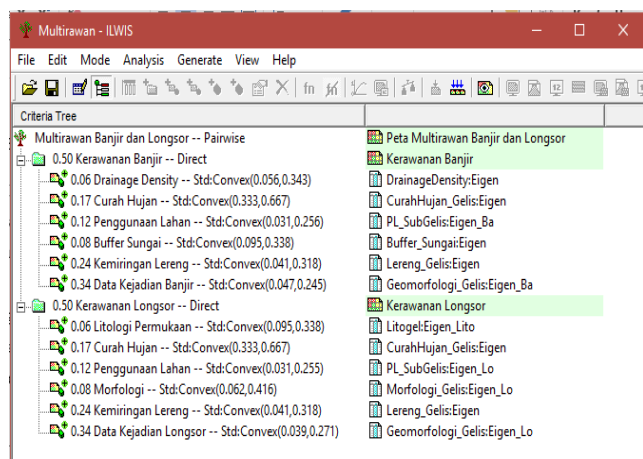 Multirawan - ILWIS
File Edit Mode Analysis Generate View Help
fn
12
Criteria Tree
Multirawan Banjir dan Longsor -- Pairwise Peta Multirawan Banjir dan Longsor
0.50 Kerawanan Banjir -- Direct Kerawanan Banjir
0.06 Drainage Density -- Std:Convex(0.056,0.343) DrainageDensity:Eigen
0.17 Curah Hujan -- Std:Convex(0.333,0.667) CurahHujan_Gelis:Eigen
0.12 Penggunaan Lahan -- Std:Convex(0.031,0.256) PL_SubGelis:Eigen_Ba
0.08 Buffer Sungai -- Std:Convex(0.095,0.338) Buffer_Sungai:Eigen
0.24 Kemiringan Lereng -- Std:Convex(0.041,0.318) Lereng_Gelis:Eigen
0.34 Data Kejadian Banjir -- Std:Convex(0.047,0.245) Geomorfologi_Gelis:Eigen_Ba
0.50 Kerawanan Longsor -- Direct Kerawanan Longsor
0.06 Litologi Permukaan -- Std:Convex(0.095,0.338) Litogel:Eigen_Lito
0.17 Curah Hujan -- Std:Convex(0.333,0.667) CurahHujan_Gelis:Eigen
0.12 Penggunaan Lahan -- Std:Convex(0.031,0.255) PL_SubGelis:Eigen_Lo
0.08 Morfologi -- Std:Convex(0.062,0.416) Morfologi_Gelis:Eigen_Lo
0.24 Kemiringan Lereng -- Std:Convex(0.041,0.318) Lereng_Gelis:Eigen
0.34 Data Kejadian Longsor -- Std:Convex(0.039,0.271) Geomorfologi_Gelis:Eigen_Lo